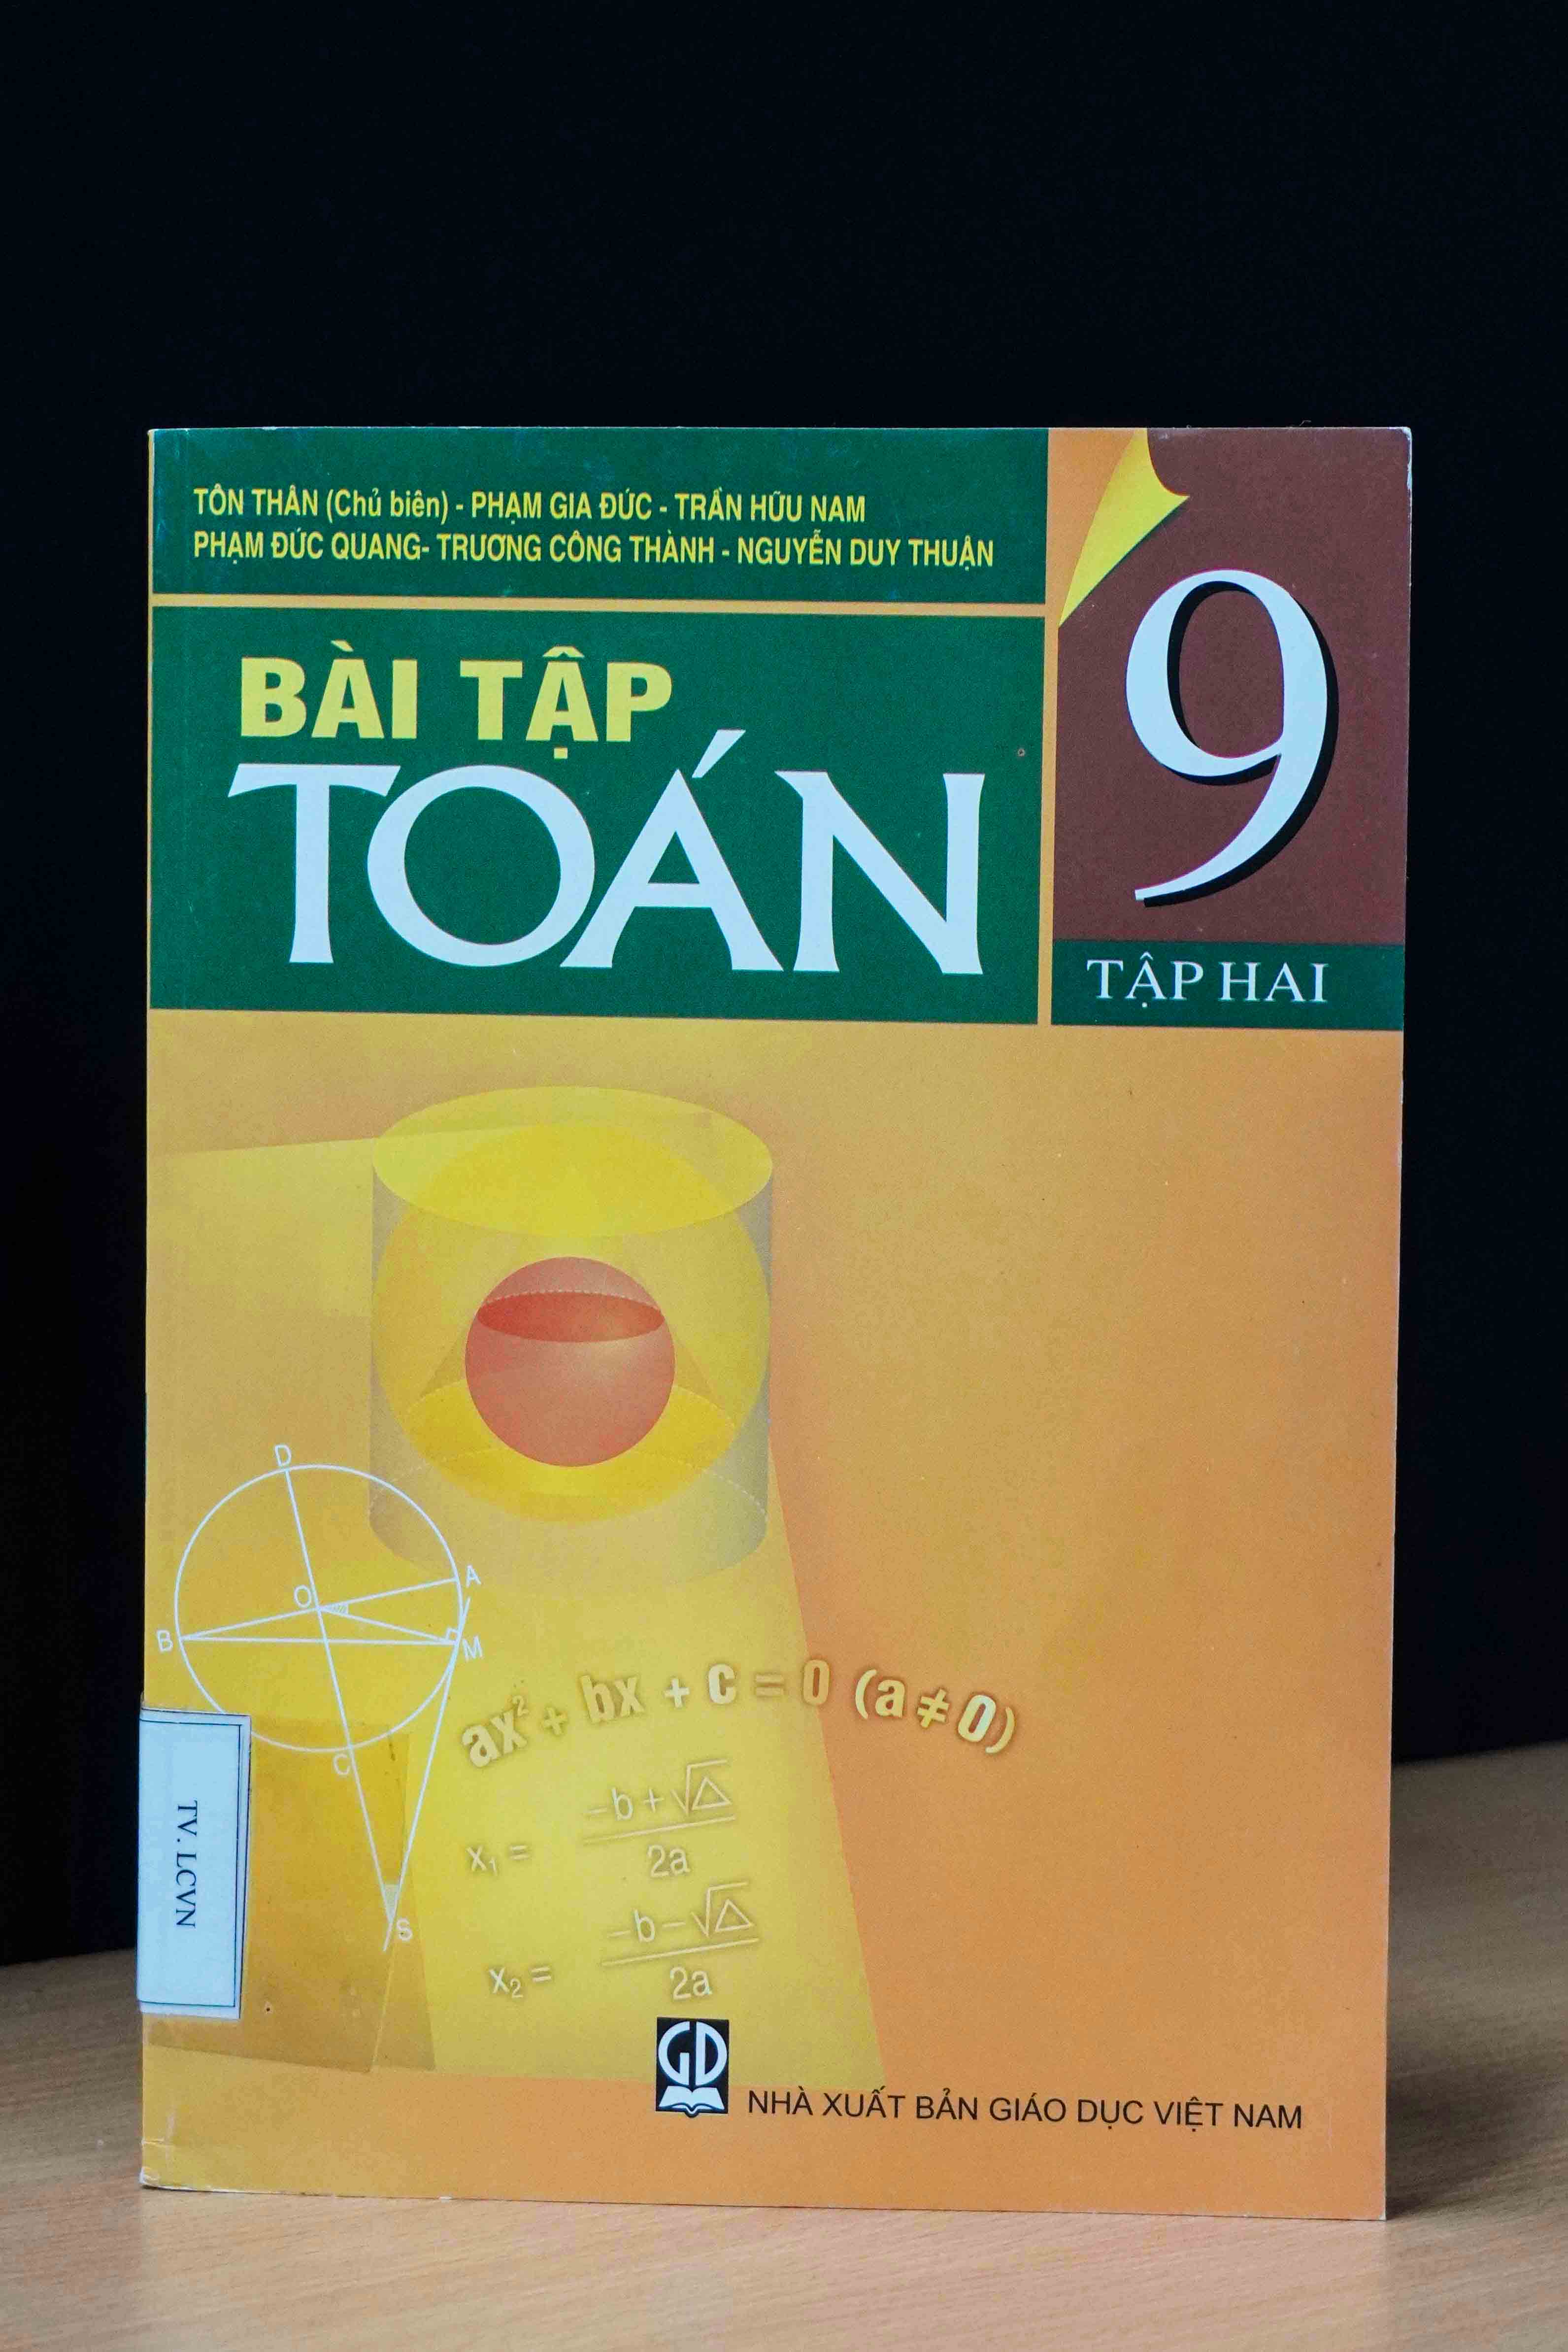 TÔN THÂN (Chủ biên) - PHẠM GIA ĐỨC - TRẦN HỮU NAM
PHẠM ĐỨC QUANG- TRƯƠNG CÔNG THÀNH - NGUYỄN DUY THUẬN
BÀI TẬP
TOÁN
9
TẬP HAI
D
O
A
B
M
C
S
ax² + bx + c = 0 (a ≠ 0)
x₁ = (-b+√Δ)/2a
x₂ = (-b-√Δ)/2a
TV. LCVN
GD
NHÀ XUẤT BẢN GIÁO DỤC VIỆT NAM